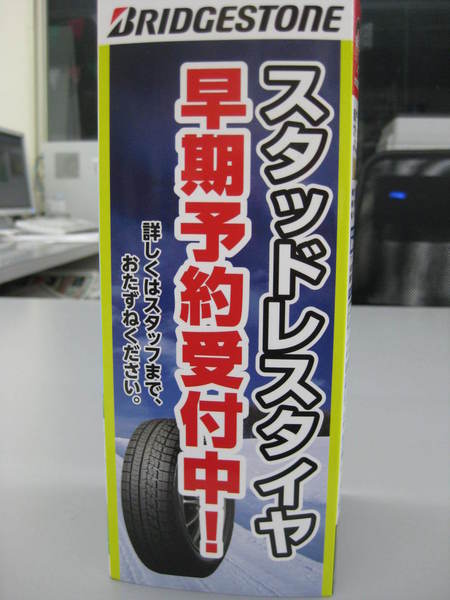 BRIDGESTONE
スタッドレスタイヤ
早期予約受付中!
詳しくはスタッフまで、
おたずねください。